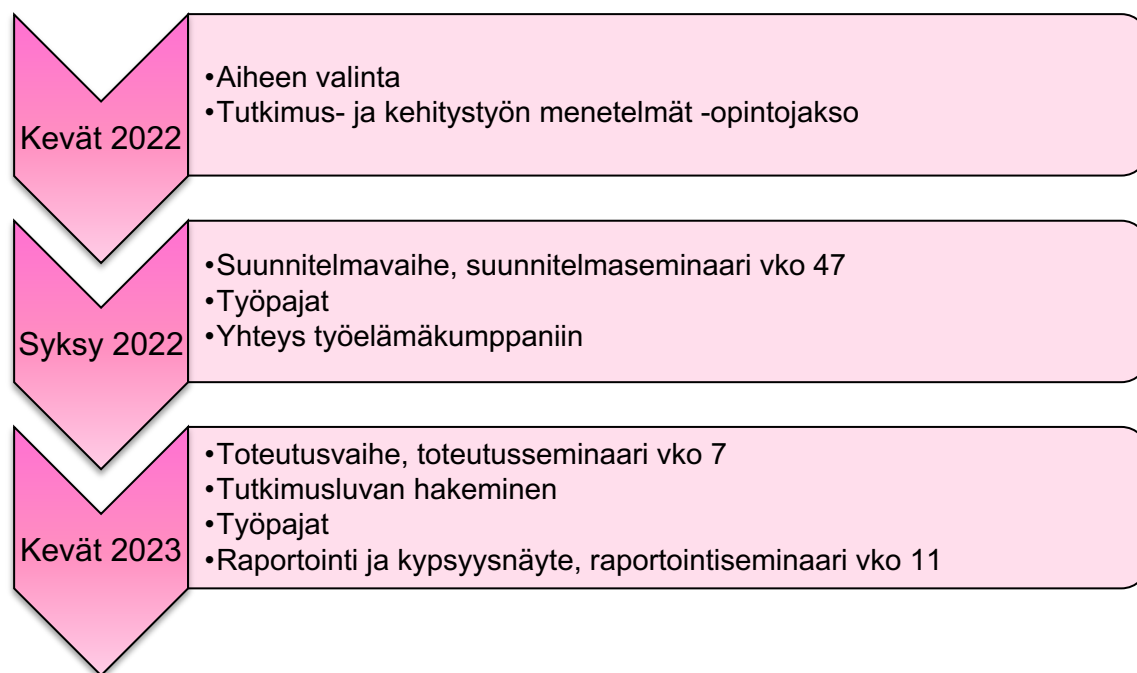 Kevät 2022
•Aiheen valinta
•Tutkimus- ja kehitystyön menetelmät -opintojakso
Syksy 2022
•Suunnitelmavaihe, suunnitelmaseminaari vko 47
•Työpajat
•Yhteys työelämäkumppaniin
Kevät 2023
•Toteutusvaihe, toteutusseminaari vko 7
•Tutkimusluvan hakeminen
•Työpajat
•Raportointi ja kypsyysnäyte, raportointiseminaari vko 11